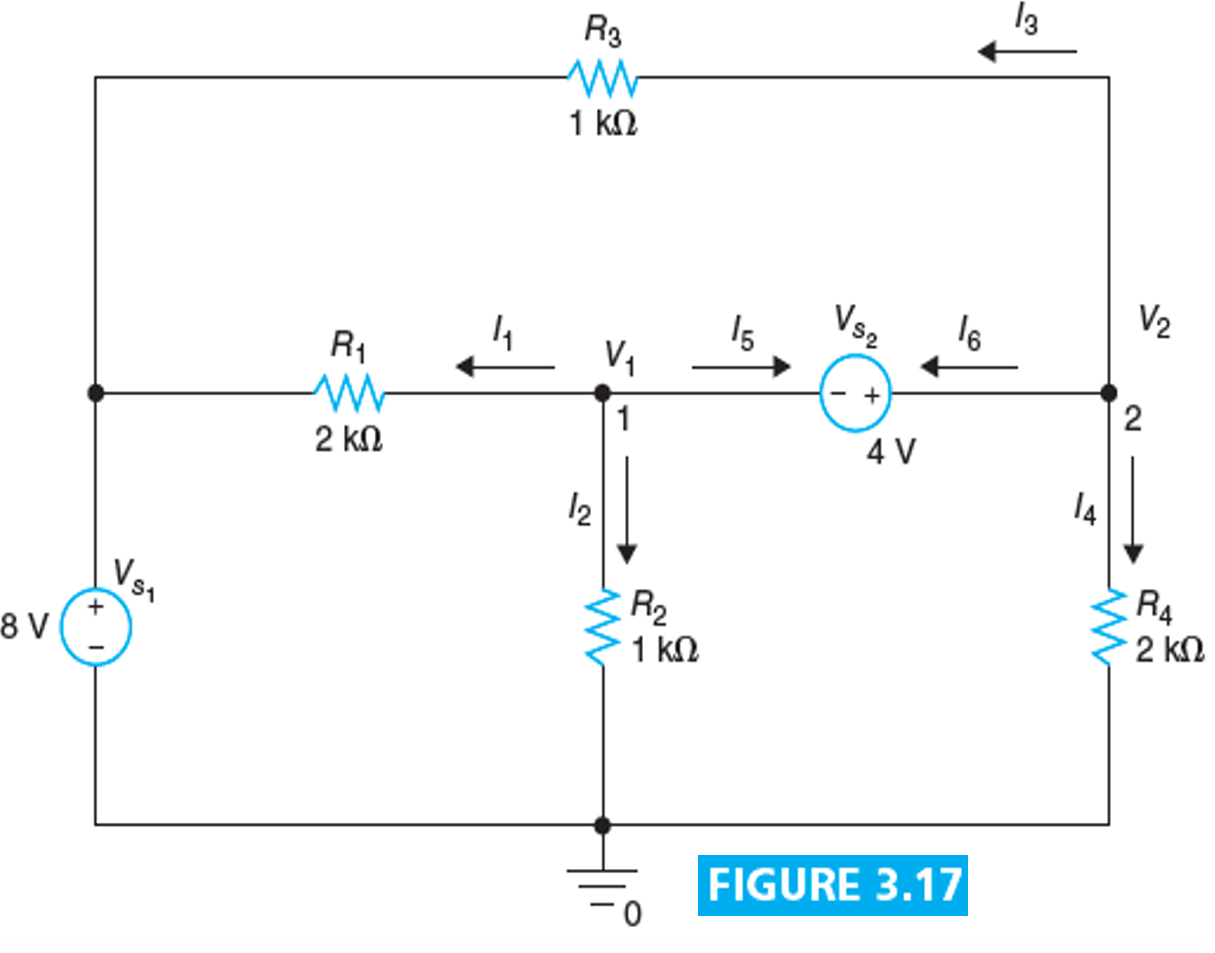 I3
R3
1 kΩ
I1
I5
Vs2
I6
V2
R1
V1
- +
1
2
2 kΩ
4 V
I2
I4
Vs1
8 V
+
−
R2
1 kΩ
R4
2 kΩ
0
FIGURE 3.17